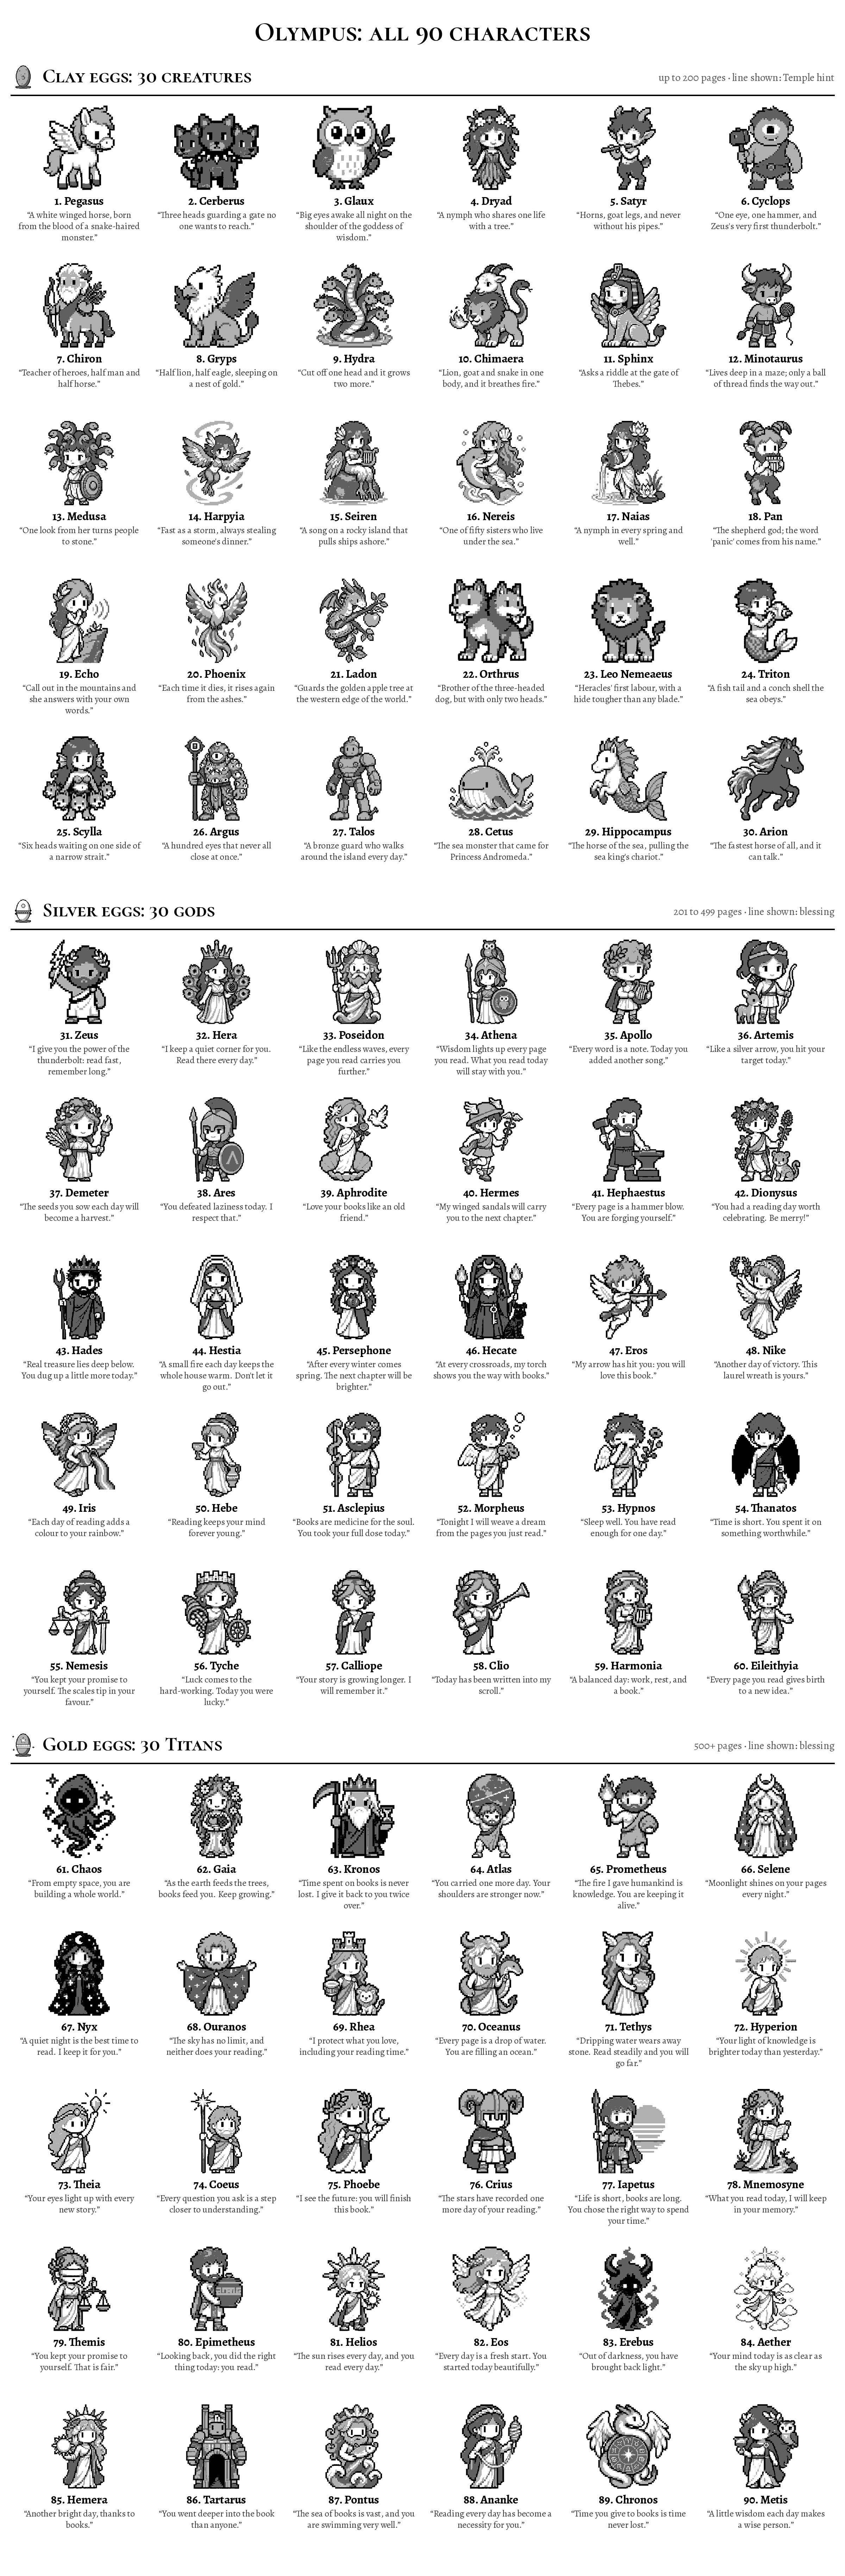 Olympus: all 90 characters
Clay eggs: 30 creatures
up to 200 pages · line shown: Temple hint
1. Pegasus
“A white winged horse, born
from the blood of a snake-haired
monster.”
2. Cerberus
“Three heads guarding a gate no
one wants to reach.”
3. Glaux
“Big eyes awake all night on the
shoulder of the goddess of
wisdom.”
4. Dryad
“A nymph who shares one life
with a tree.”
5. Satyr
“Horns, goat legs, and never
without his pipes.”
6. Cyclops
“One eye, one hammer, and
Zeus's very first thunderbolt.”
7. Chiron
“Teacher of heroes, half man and
half horse.”
8. Gryps
“Half lion, half eagle, sleeping on
a nest of gold.”
9. Hydra
“Cut off one head and it grows
two more.”
10. Chimaera
“Lion, goat and snake in one
body, and it breathes fire.”
11. Sphinx
“Asks a riddle at the gate of
Thebes.”
12. Minotaurus
“Lives deep in a maze; only a ball
of thread finds the way out.”
13. Medusa
“One look from her turns people
to stone.”
14. Harpyia
“Fast as a storm, always stealing
someone's dinner.”
15. Seiren
“A song on a rocky island that
pulls ships ashore.”
16. Nereis
“One of fifty sisters who live
under the sea.”
17. Naias
“A nymph in every spring and
well.”
18. Pan
“The shepherd god; the word
'panic' comes from his name.”
19. Echo
“Call out in the mountains and
she answers with your own
words.”
20. Phoenix
“Each time it dies, it rises again
from the ashes.”
21. Ladon
“Guards the golden apple tree at
the western edge of the world.”
22. Orthrus
“Brother of the three-headed
dog, but with only two heads.”
23. Leo Nemeaeus
“Heracles' first labour, with a
hide tougher than any blade.”
24. Triton
“A fish tail and a conch shell the
sea obeys.”
25. Scylla
“Six heads waiting on one side of
a narrow strait.”
26. Argus
“A hundred eyes that never all
close at once.”
27. Talos
“A bronze guard who walks
around the island every day.”
28. Cetus
“The sea monster that came for
Princess Andromeda.”
29. Hippocampus
“The horse of the sea, pulling the
sea king's chariot.”
30. Arion
“The fastest horse of all, and it
can talk.”
Silver eggs: 30 gods
201 to 499 pages · line shown: blessing
31. Zeus
“I give you the power of the
thunderbolt: read fast,
remember long.”
32. Hera
“I keep a quiet corner for you.
Read there every day.”
33. Poseidon
“Like the endless waves, every
page you read carries you
further.”
34. Athena
“Wisdom lights up every page
you read. What you read today
will stay with you.”
35. Apollo
“Every word is a note. Today you
added another song.”
36. Artemis
“Like a silver arrow, you hit your
target today.”
37. Demeter
“The seeds you sow each day will
become a harvest.”
38. Ares
“You defeated laziness today. I
respect that.”
39. Aphrodite
“Love your books like an old
friend.”
40. Hermes
“My winged sandals will carry
you to the next chapter.”
41. Hephaestus
“Every page is a hammer blow.
You are forging yourself.”
42. Dionysus
“You had a reading day worth
celebrating. Be merry!”
43. Hades
“Real treasure lies deep below.
You dug up a little more today.”
44. Hestia
“A small fire each day keeps the
whole house warm. Don't let it
go out.”
45. Persephone
“After every winter comes
spring. The next chapter will be
brighter.”
46. Hecate
“At every crossroads, my torch
shows you the way with books.”
47. Eros
“My arrow has hit you: you will
love this book.”
48. Nike
“Another day of victory. This
laurel wreath is yours.”
49. Iris
“Each day of reading adds a
colour to your rainbow.”
50. Hebe
“Reading keeps your mind
forever young.”
51. Asclepius
“Books are medicine for the soul.
You took your full dose today.”
52. Morpheus
“Tonight I will weave a dream
from the pages you just read.”
53. Hypnos
“Sleep well. You have read
enough for one day.”
54. Thanatos
“Time is short. You spent it on
something worthwhile.”
55. Nemesis
“You kept your promise to
yourself. The scales tip in your
favour.”
56. Tyche
“Luck comes to the
hard-working. Today you were
lucky.”
57. Calliope
“Your story is growing longer. I
will remember it.”
58. Clio
“Today has been written into my
scroll.”
59. Harmonia
“A balanced day: work, rest, and
a book.”
60. Eileithyia
“Every page you read gives birth
to a new idea.”
Gold eggs: 30 Titans
500+ pages · line shown: blessing
61. Chaos
“From empty space, you are
building a whole world.”
62. Gaia
“As the earth feeds the trees,
books feed you. Keep growing.”
63. Kronos
“Time spent on books is never
lost. I give it back to you twice
over.”
64. Atlas
“You carried one more day. Your
shoulders are stronger now.”
65. Prometheus
“The fire I gave humankind is
knowledge. You are keeping it
alive.”
66. Selene
“Moonlight shines on your pages
every night.”
67. Nyx
“A quiet night is the best time to
read. I keep it for you.”
68. Ouranos
“The sky has no limit, and
neither does your reading.”
69. Rhea
“I protect what you love,
including your reading time.”
70. Oceanus
“Every page is a drop of water.
You are filling an ocean.”
71. Tethys
“Dripping water wears away
stone. Read steadily and you will
go far.”
72. Hyperion
“Your light of knowledge is
brighter today than yesterday.”
73. Theia
“Your eyes light up with every
new story.”
74. Coeus
“Every question you ask is a step
closer to understanding.”
75. Phoebe
“I see the future: you will finish
this book.”
76. Crius
“The stars have recorded one
more day of your reading.”
77. Iapetus
“Life is short, books are long.
You chose the right way to spend
your time.”
78. Mnemosyne
“What you read today, I will keep
in your memory.”
79. Themis
“You kept your promise to
yourself. That is fair.”
80. Epimetheus
“Looking back, you did the right
thing today: you read.”
81. Helios
“The sun rises every day, and you
read every day.”
82. Eos
“Every day is a fresh start. You
started today beautifully.”
83. Erebus
“Out of darkness, you have
brought back light.”
84. Aether
“Your mind today is as clear as
the sky up high.”
85. Hemera
“Another bright day, thanks to
books.”
86. Tartarus
“You went deeper into the book
than anyone.”
87. Pontus
“The sea of books is vast, and you
are swimming very well.”
88. Ananke
“Reading every day has become a
necessity for you.”
89. Chronos
“Time you give to books is time
never lost.”
90. Metis
“A little wisdom each day makes
a wise person.”